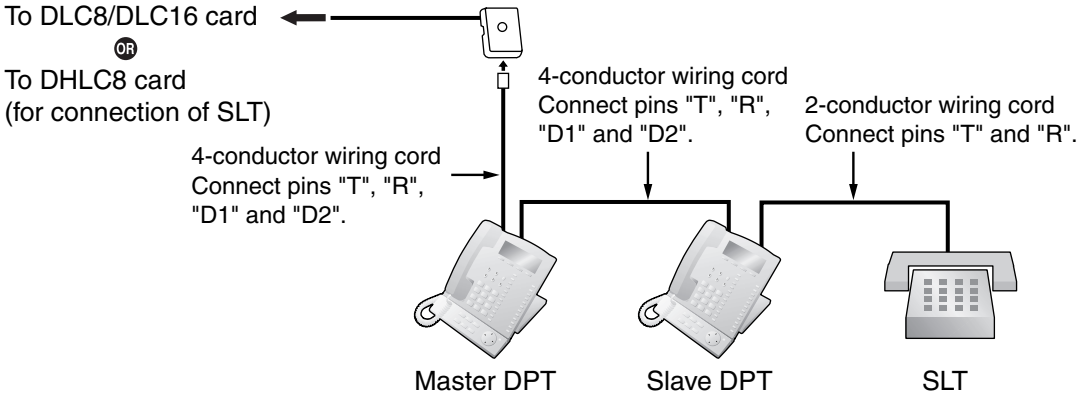 To DLC8/DLC16 card
OR
To DHLC8 card
(for connection of SLT)
4-conductor wiring cord
Connect pins "T", "R",
"D1" and "D2".
4-conductor wiring cord
Connect pins "T", "R",
"D1" and "D2".
2-conductor wiring cord
Connect pins "T" and "R".
Master DPT
Slave DPT
SLT